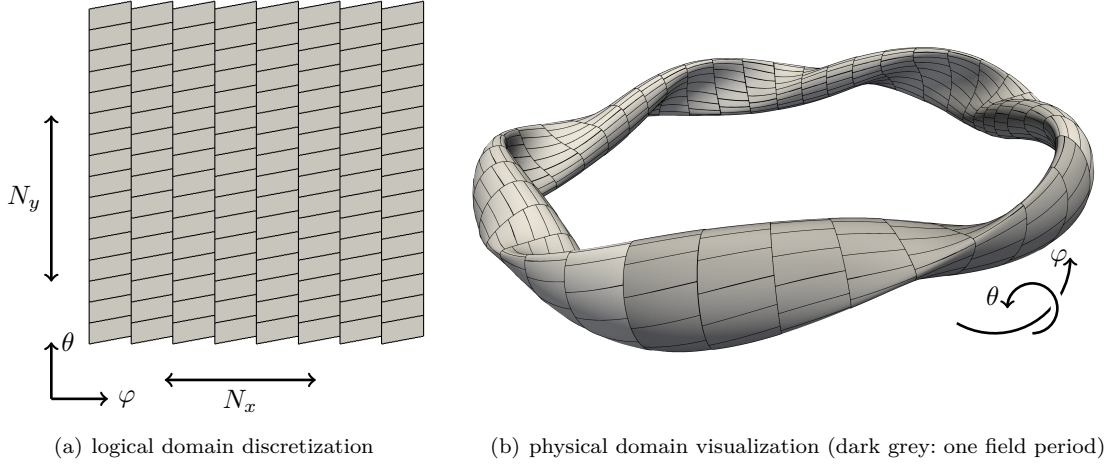 N_y
θ
φ
N_x
φ
θ
(a) logical domain discretization
(b) physical domain visualization (dark grey: one field period)